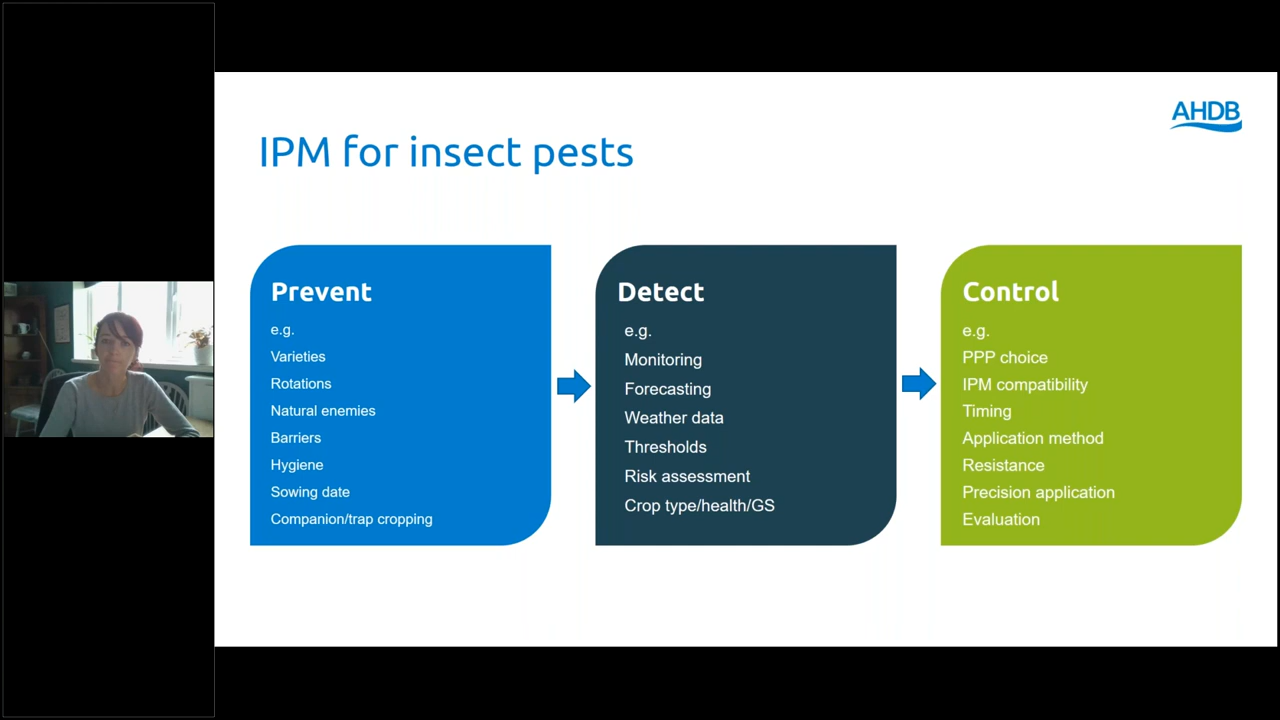 AHDB
IPM for insect pests
Prevent
e.g.
Varieties
Rotations
Natural enemies
Barriers
Hygiene
Sowing date
Companion/trap cropping
Detect
e.g.
Monitoring
Forecasting
Weather data
Thresholds
Risk assessment
Crop type/health/GS
Control
e.g.
PPP choice
IPM compatibility
Timing
Application method
Resistance
Precision application
Evaluation